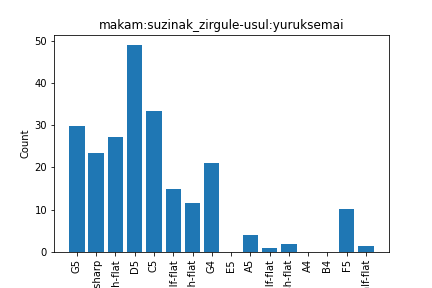 makam:suzinak_zirgule-usul:yuruksemai
Count
50
40
30
20
10
0
G5
sharp
h-flat
D5
C5
lf-flat
h-flat
G4
E5
A5
lf-flat
h-flat
A4
B4
F5
lf-flat